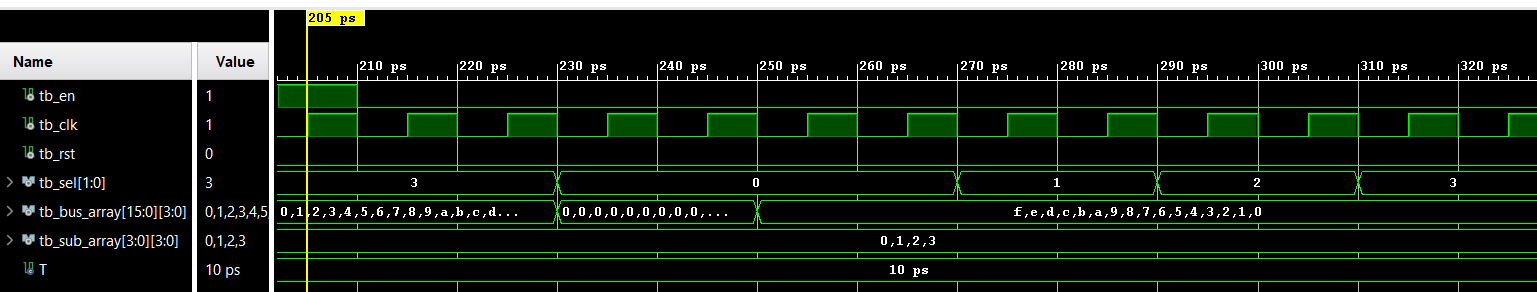 205 ps
Name Value
210 ps 220 ps 230 ps 240 ps 250 ps 260 ps 270 ps 280 ps 290 ps 300 ps 310 ps 320 ps
tb_en 1
tb_clk 1
tb_rst 0
tb_sel[1:0] 3 3 0 1 2 3
tb_bus_array[15:0][3:0] 0,1,2,3,4,5, 0,1,2,3,4,5,6,7,8,9,a,b,c,d... 0,0,0,0,0,0,0,0,0,... f,e,d,c,b,a,9,8,7,6,5,4,3,2,1,0
tb_sub_array[3:0][3:0] 0,1,2,3 0,1,2,3
T 10 ps 10 ps